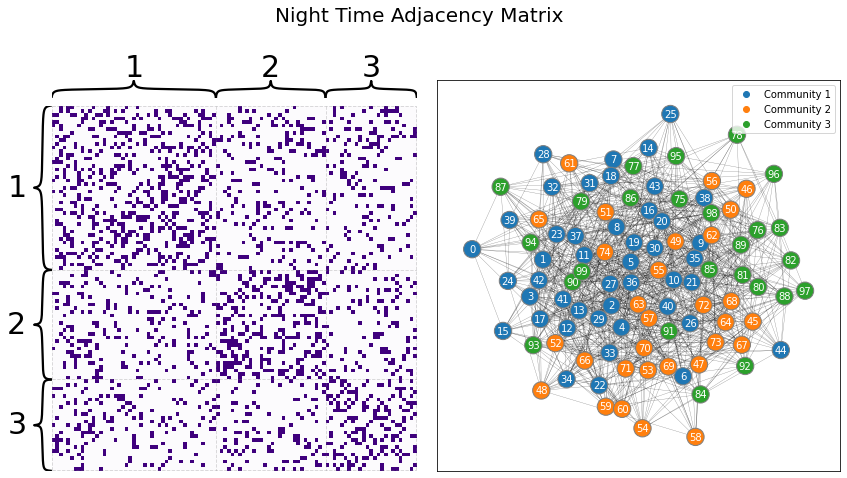 Night Time Adjacency Matrix
1 2 3
1
2
3
Community 1
Community 2
Community 3
25
78
14
28 7 95
61 77 96
18
31
87 32 43 56 46
79 86 75 38
51 16 50
39 65 20 98
8 76 83
23 37 62
94 19 49 9 89
0 30
74
1 11 5 35 82
99 55 85 81
24 42 90 27 36 10 21 80
97
3 41 88
2 63 40 72 68
13
17 29 57 26 64 45
15 12 4 91
93 52 70 73 67
33 44
66 69 47
71 53 92
34 22 6
48 84
59 60
54
58